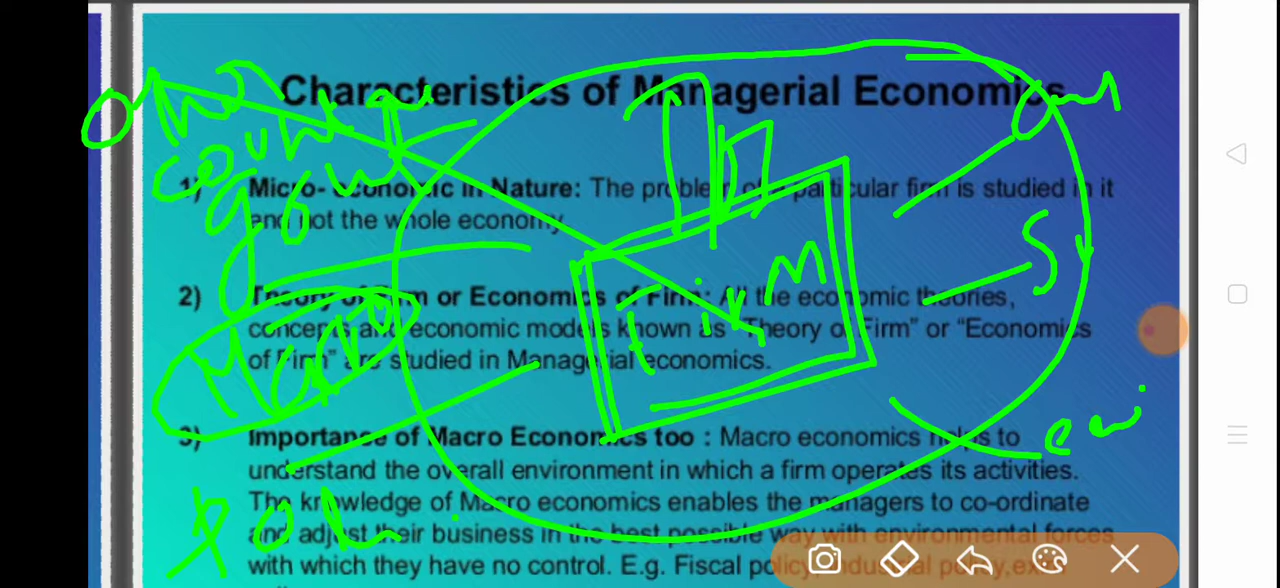 Characteristics of Managerial Economics
1) Micro- economic in Nature: The problem of a particular firm is studied in it
and not the whole economy.
2) Theory of Firm or Economics of Firm: All the economic theories,
concepts and economic models known as "Theory of Firm" or "Economics
of Firm" are studied in Managerial economics.
3) Importance of Macro Economics too : Macro economics helps to
understand the overall environment in which a firm operates its activities.
The knowledge of Macro economics enables the managers to co-ordinate
and adjust their business in the best possible way with environmental forces
with which they have no control. E.g. Fiscal policy, industrial policy,
Firm